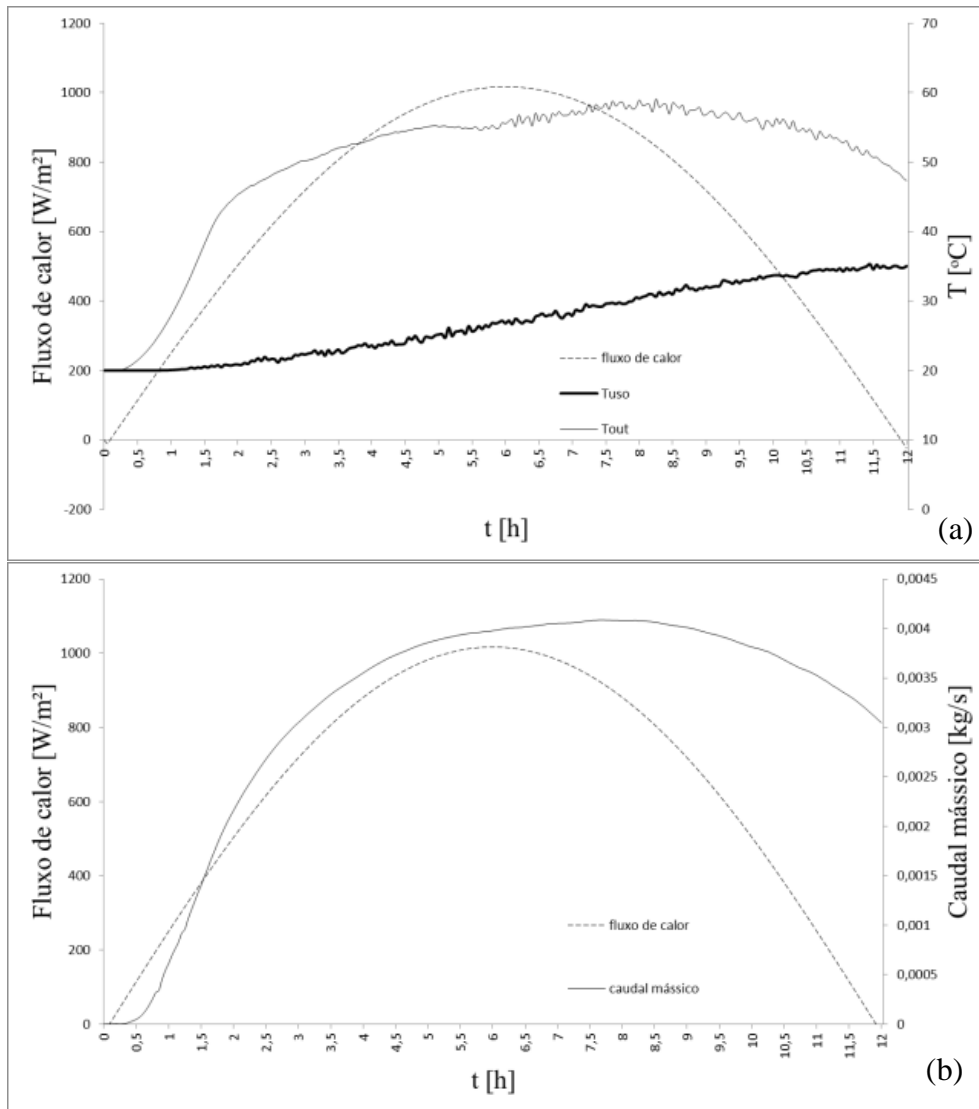 1200
1000
800
600
400
200
0
-200
Fluxo de calor [W/m²]
70
60
50
40
30
20
10
0
T [ºC]
fluxo de calor
Tuso
Tout
0 0,5 1 1,5 2 2,5 3 3,5 4 4,5 5 5,5 6 6,5 7 7,5 8 8,5 9 9,5 10 10,5 11 11,5 12
t [h]
(a)
1200
1000
800
600
400
200
0
Fluxo de calor [W/m²]
0,0045
0,004
0,0035
0,003
0,0025
0,002
0,0015
0,001
0,0005
0
Caudal mássico [kg/s]
fluxo de calor
caudal mássico
0 0,5 1 1,5 2 2,5 3 3,5 4 4,5 5 5,5 6 6,5 7 7,5 8 8,5 9 9,5 10 10,5 11 11,5 12
t [h]
(b)